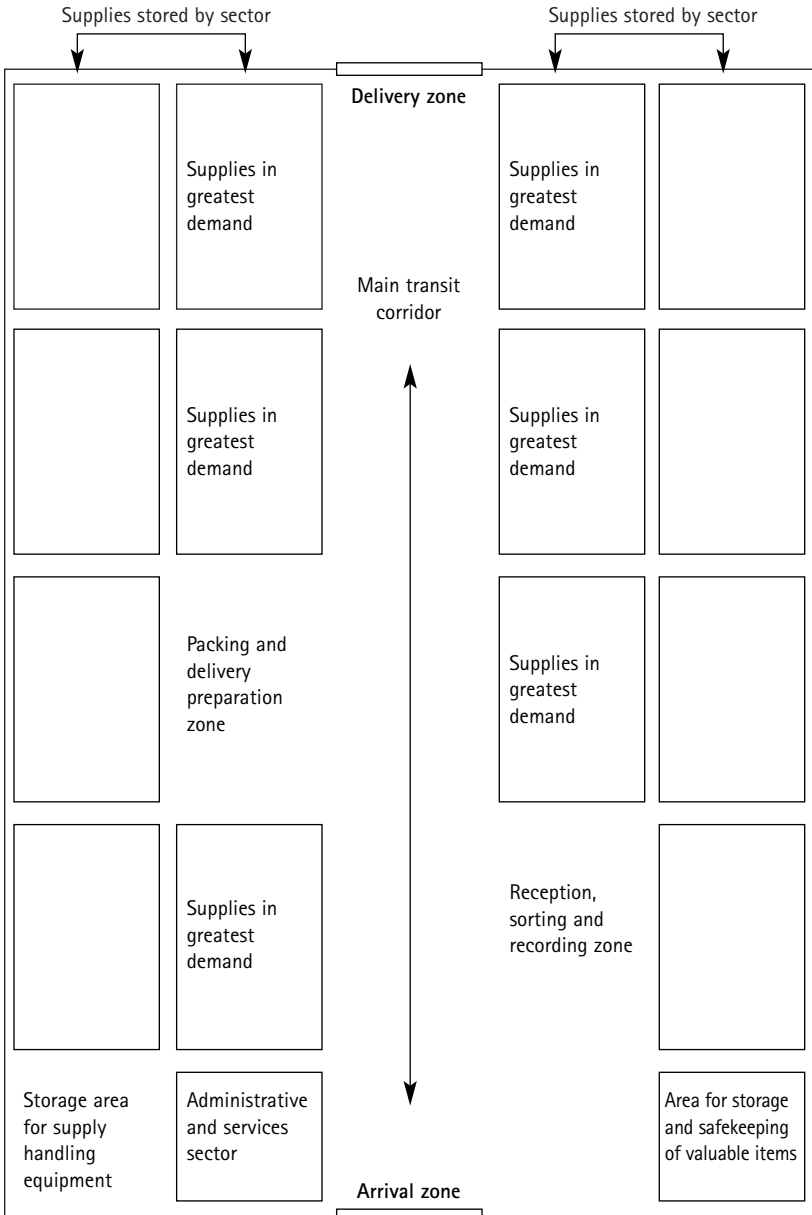 Supplies stored by sector
Supplies stored by sector
Delivery zone
Supplies in
greatest
demand
Supplies in
greatest
demand
Main transit
corridor
Supplies in
greatest
demand
Supplies in
greatest
demand
Packing and
delivery
preparation
zone
Supplies in
greatest
demand
Supplies in
greatest
demand
Reception,
sorting and
recording zone
Storage area
for supply
handling
equipment
Administrative
and services
sector
Area for storage
and safekeeping
of valuable items
Arrival zone